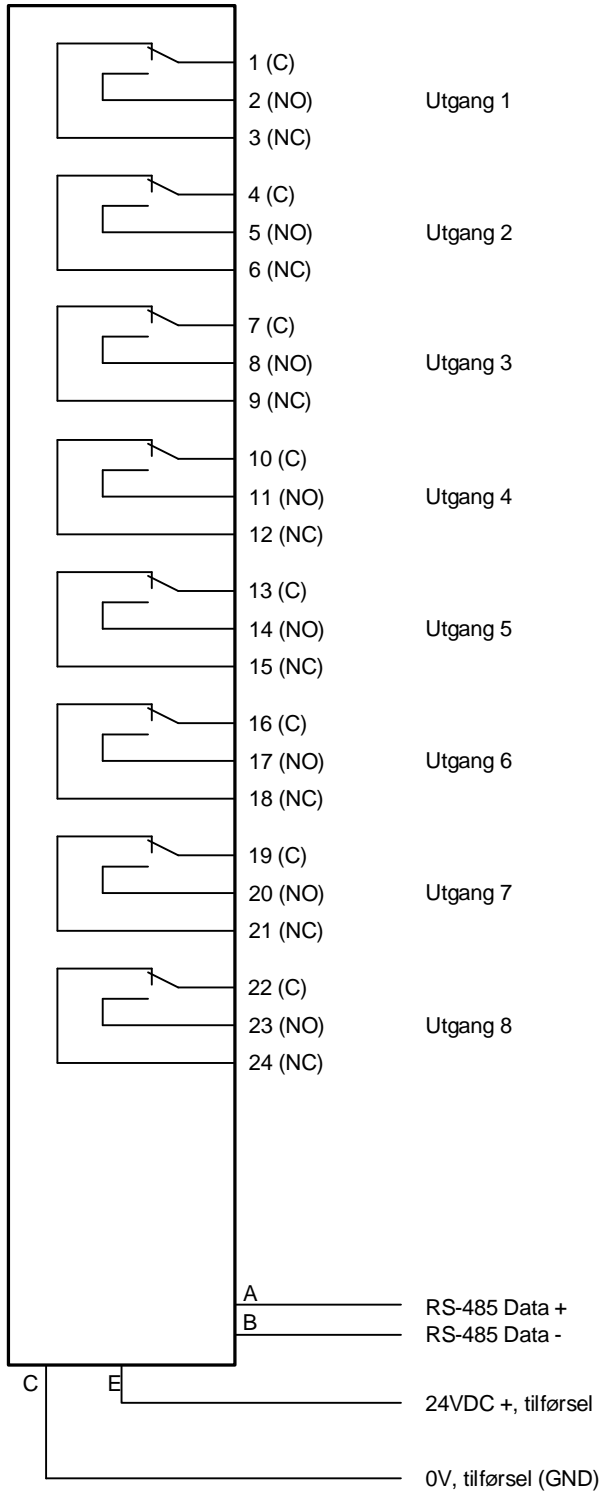 1 (C)
2 (NO) Utgang 1
3 (NC)
4 (C)
5 (NO) Utgang 2
6 (NC)
7 (C)
8 (NO) Utgang 3
9 (NC)
10 (C)
11 (NO) Utgang 4
12 (NC)
13 (C)
14 (NO) Utgang 5
15 (NC)
16 (C)
17 (NO) Utgang 6
18 (NC)
19 (C)
20 (NO) Utgang 7
21 (NC)
22 (C)
23 (NO) Utgang 8
24 (NC)
A RS-485 Data +
B RS-485 Data -
C E
24VDC +, tilførsel
0V, tilførsel (GND)